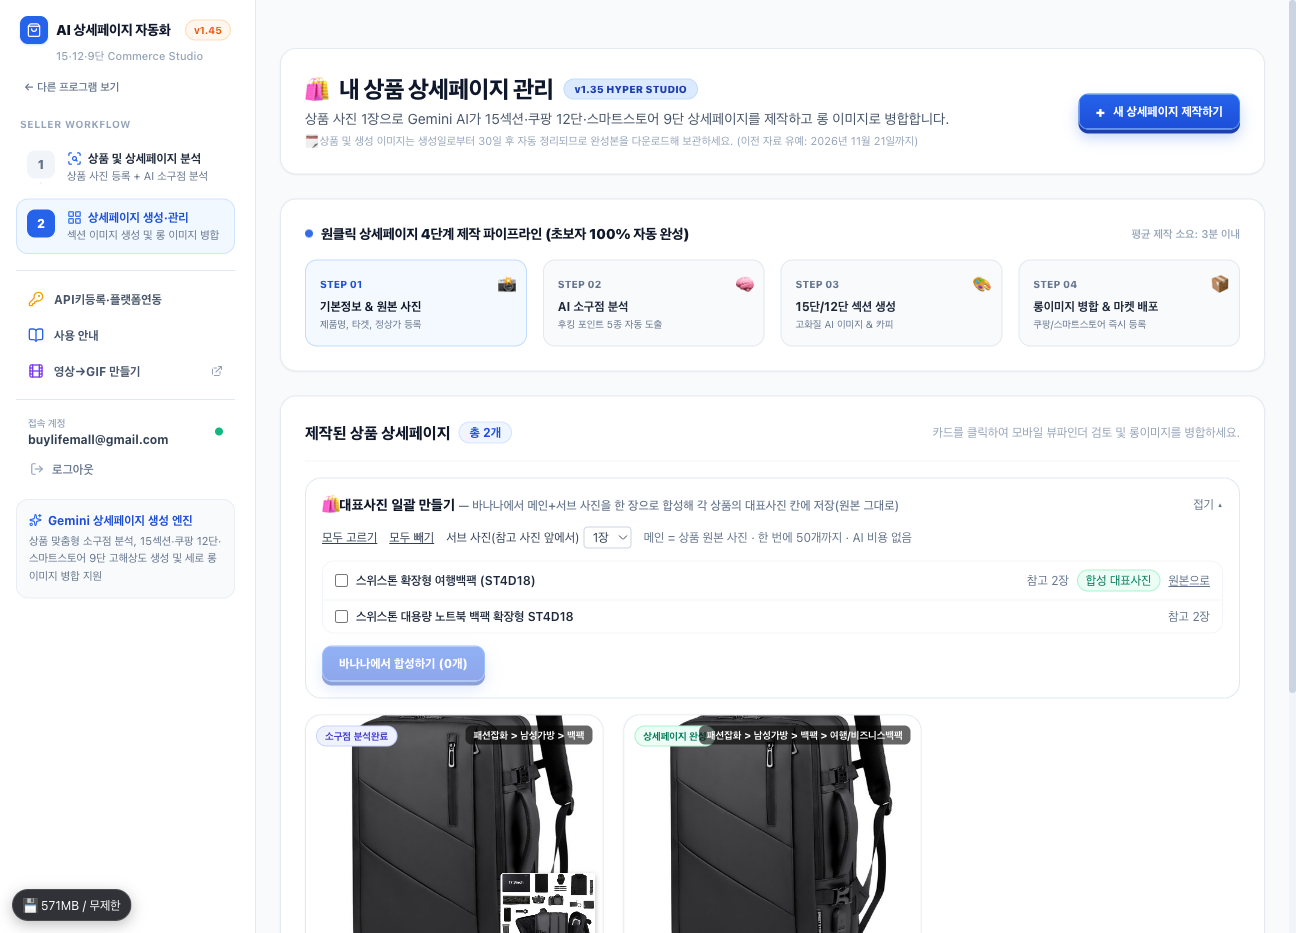 AI 상세페이지 자동화 v1.45
15·12·9단 Commerce Studio
← 다른 프로그램 보기
SELLER WORKFLOW
1 상품 및 상세페이지 분석
상품 사진 등록 + AI 소구점 분석
2 상세페이지 생성·관리
섹션 이미지 생성 및 롱 이미지 병합
API키등록·플랫폼연동
사용 안내
영상→GIF 만들기
접속 계정
buylifemall@gmail.com
로그아웃
Gemini 상세페이지 생성 엔진
상품 맞춤형 소구점 분석, 15섹션·쿠팡 12단·
스마트스토어 9단 고해상도 생성 및 세로 롱
이미지 병합 지원
571MB / 무제한
내 상품 상세페이지 관리 v1.35 HYPER STUDIO
상품 사진 1장으로 Gemini AI가 15섹션·쿠팡 12단·스마트스토어 9단 상세페이지를 제작하고 롱 이미지로 병합합니다.
상품 및 생성 이미지는 생성일로부터 30일 후 자동 정리되므로 완성본을 다운로드해 보관하세요. (이전 자료 유예: 2026년 11월 21일까지)
+ 새 상세페이지 제작하기
원클릭 상세페이지 4단계 제작 파이프라인 (초보자 100% 자동 완성)
평균 제작 소요: 3분 이내
STEP 01
기본정보 & 원본 사진
제품명, 타겟, 정상가 등록
STEP 02
AI 소구점 분석
후킹 포인트 5종 자동 도출
STEP 03
15단/12단 섹션 생성
고화질 AI 이미지 & 카피
STEP 04
롱이미지 병합 & 마켓 배포
쿠팡/스마트스토어 즉시 등록
제작된 상품 상세페이지 총 2개
카드를 클릭하여 모바일 뷰파인더 검토 및 롱이미지를 병합하세요.
대표사진 일괄 만들기 — 바나나에서 메인+서브 사진을 한 장으로 합성해 각 상품의 대표사진 칸에 저장(원본 그대로)
접기 ▴
모두 고르기 모두 빼기 서브 사진(참고 사진 앞에서) 1장 메인 = 상품 원본 사진 · 한 번에 50개까지 · AI 비용 없음
스위스톤 확장형 여행백팩 (ST4D18) 참고 2장 합성 대표사진 원본으로
스위스톤 대용량 노트북 백팩 확장형 ST4D18 참고 2장
바나나에서 합성하기 (0개)
소구점 분석완료 패션잡화 > 남성가방 > 백팩
상세페이지 완성 패션잡화 > 남성가방 > 백팩 > 여행/비즈니스백팩